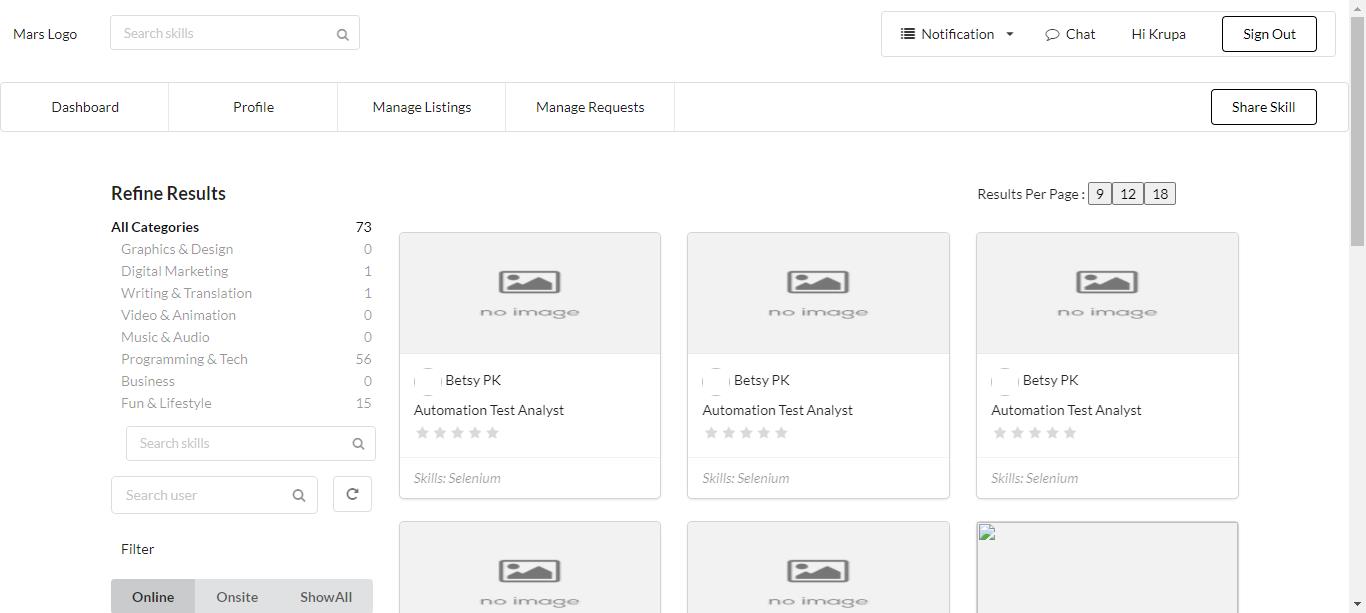 Mars Logo
Search skills
Notification
Chat
Hi Krupa
Sign Out
Dashboard
Profile
Manage Listings
Manage Requests
Share Skill
Refine Results
Results Per Page : 9 12 18
All Categories 73
Graphics & Design 0
Digital Marketing 1
Writing & Translation 1
Video & Animation 0
Music & Audio 0
Programming & Tech 56
Business 0
Fun & Lifestyle 15
Search skills
Search user
Filter
Online
Onsite
ShowAll
no image
Betsy PK
Automation Test Analyst
Skills: Selenium
no image
Betsy PK
Automation Test Analyst
Skills: Selenium
no image
Betsy PK
Automation Test Analyst
Skills: Selenium
no image
no image